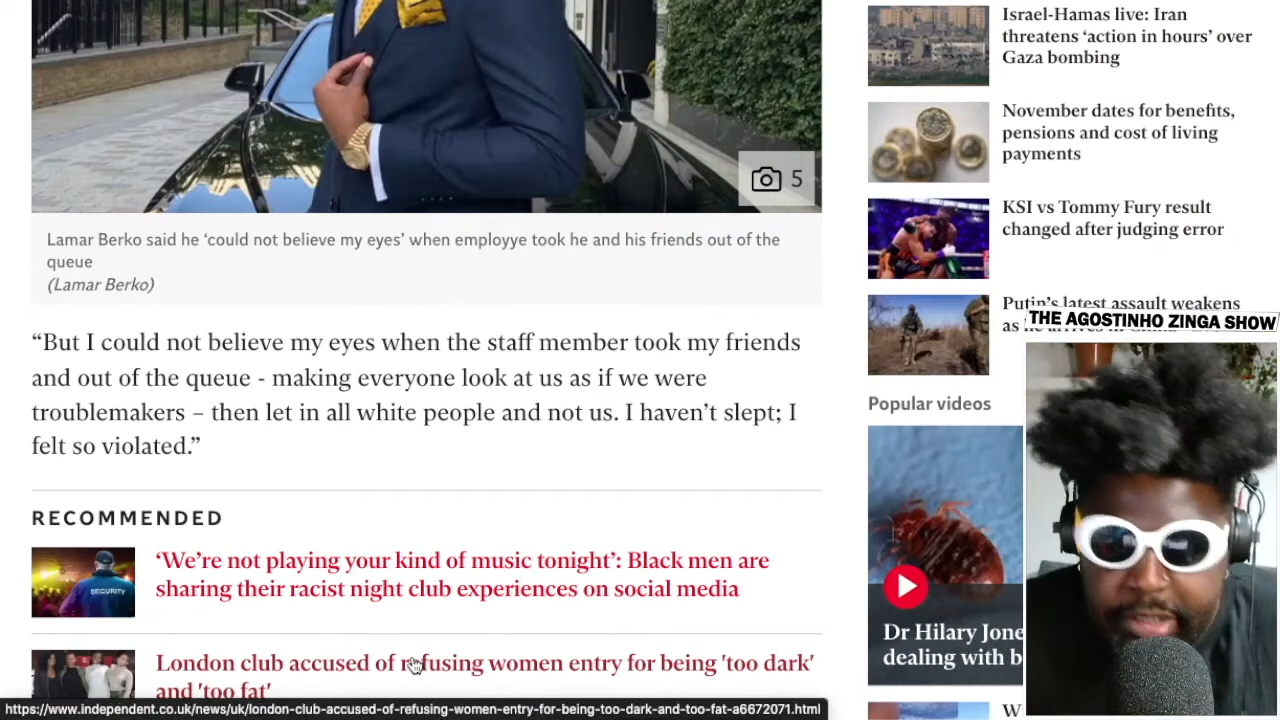 5
Lamar Berko said he ‘could not believe my eyes’ when employye took he and his friends out of the
queue
(Lamar Berko)
“But I could not believe my eyes when the staff member took my friends
and out of the queue - making everyone look at us as if we were
troublemakers – then let in all white people and not us. I haven’t slept; I
felt so violated.”
RECOMMENDED
SECURITY
‘We’re not playing your kind of music tonight’: Black men are
sharing their racist night club experiences on social media
London club accused of refusing women entry for being 'too dark'
and 'too fat'
https://www.independent.co.uk/news/uk/london-club-accused-of-refusing-women-entry-for-being-too-dark-and-too-fat-a6672071.html
Israel-Hamas live: Iran
threatens ‘action in hours’ over
Gaza bombing
November dates for benefits,
pensions and cost of living
payments
KSI vs Tommy Fury result
changed after judging error
Putin’s latest assault weakens
as
THE AGOSTINHO ZINGA SHOW
Popular videos
Dr Hilary Jone
dealing with b
W